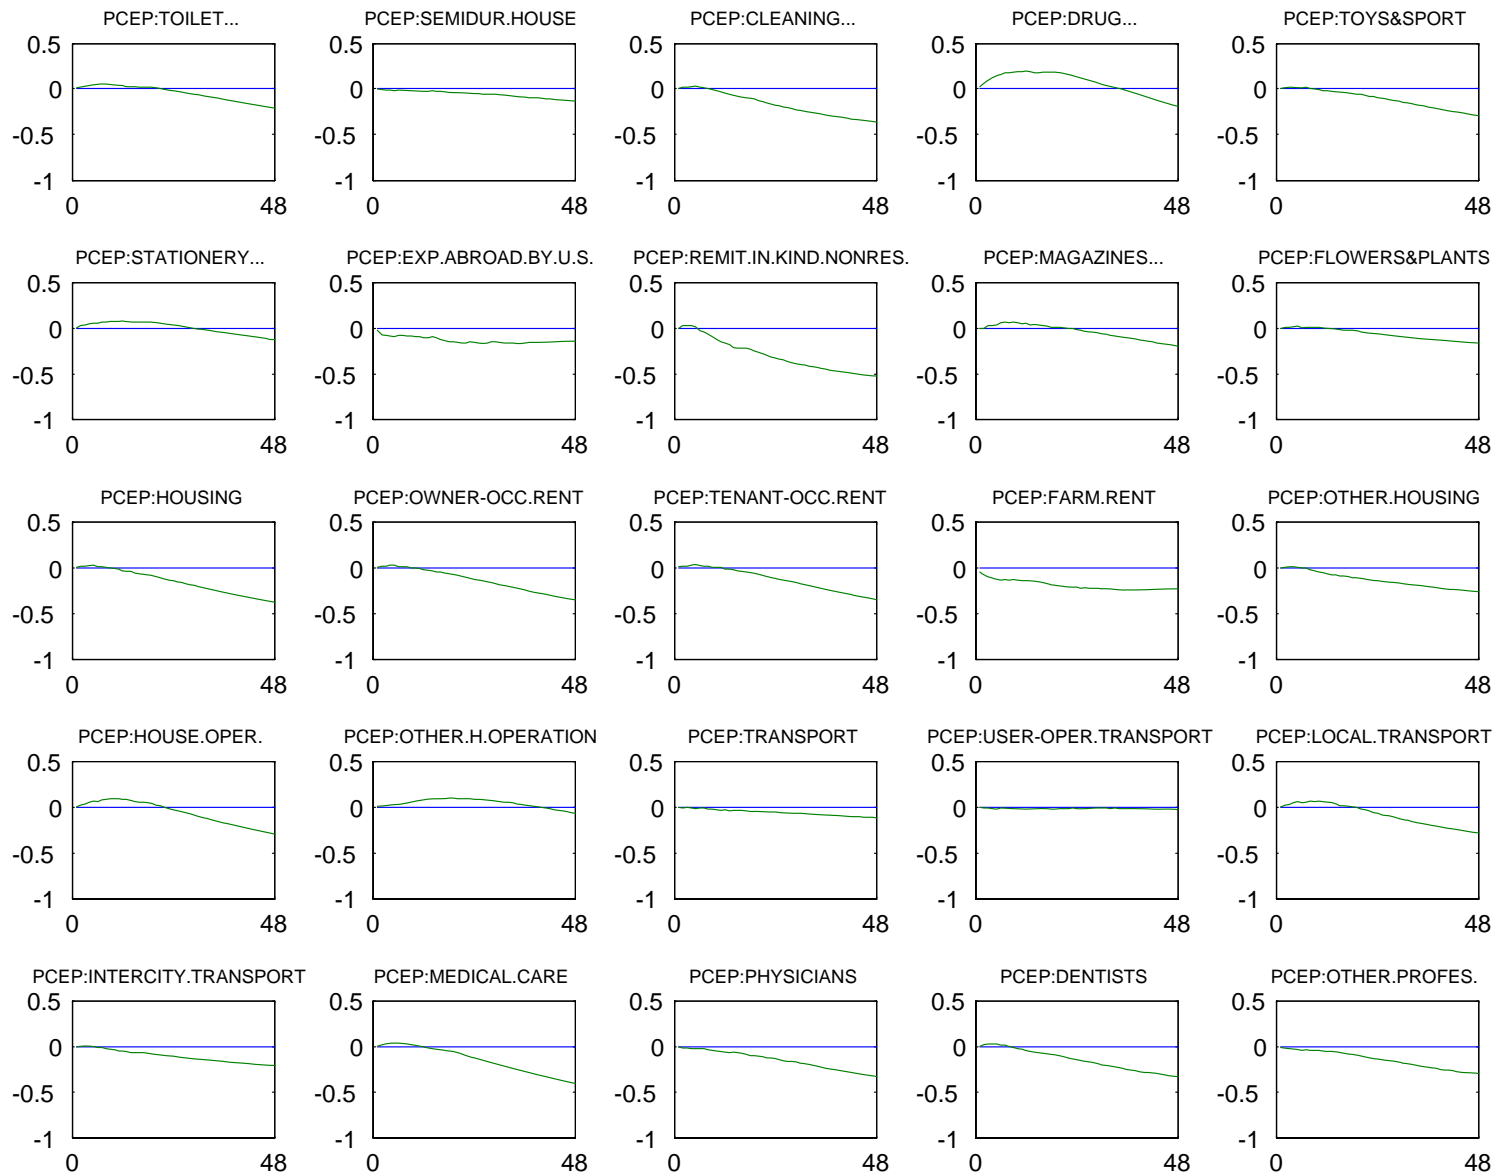 PCEP:TOILET... PCEP:SEMIDUR.HOUSE PCEP:CLEANING... PCEP:DRUG... PCEP:TOYS&SPORT
0.5 0.5 0.5 0.5 0.5
0 0 0 0 0
-0.5 -0.5 -0.5 -0.5 -0.5
-1 -1 -1 -1 -1
0 48 0 48 0 48 0 48 0 48
PCEP:STATIONERY... PCEP:EXP.ABROAD.BY.U.S. PCEP:REMIT.IN.KIND.NONRES. PCEP:MAGAZINES... PCEP:FLOWERS&PLANTS
0.5 0.5 0.5 0.5 0.5
0 0 0 0 0
-0.5 -0.5 -0.5 -0.5 -0.5
-1 -1 -1 -1 -1
0 48 0 48 0 48 0 48 0 48
PCEP:HOUSING PCEP:OWNER-OCC.RENT PCEP:TENANT-OCC.RENT PCEP:FARM.RENT PCEP:OTHER.HOUSING
0.5 0.5 0.5 0.5 0.5
0 0 0 0 0
-0.5 -0.5 -0.5 -0.5 -0.5
-1 -1 -1 -1 -1
0 48 0 48 0 48 0 48 0 48
PCEP:HOUSE.OPER. PCEP:OTHER.H.OPERATION PCEP:TRANSPORT PCEP:USER-OPER.TRANSPORT PCEP:LOCAL.TRANSPORT
0.5 0.5 0.5 0.5 0.5
0 0 0 0 0
-0.5 -0.5 -0.5 -0.5 -0.5
-1 -1 -1 -1 -1
0 48 0 48 0 48 0 48 0 48
PCEP:INTERCITY.TRANSPORT PCEP:MEDICAL.CARE PCEP:PHYSICIANS PCEP:DENTISTS PCEP:OTHER.PROFES.
0.5 0.5 0.5 0.5 0.5
0 0 0 0 0
-0.5 -0.5 -0.5 -0.5 -0.5
-1 -1 -1 -1 -1
0 48 0 48 0 48 0 48 0 48